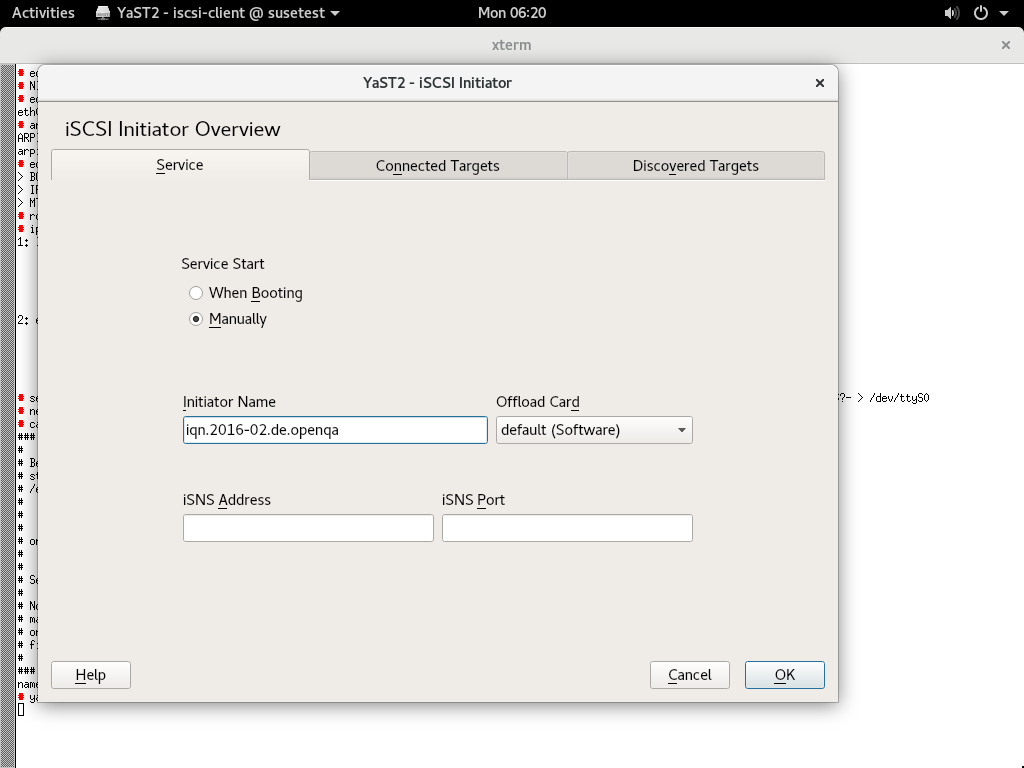 Activities YaST2 - iscsi-client @ susetest Mon 06:20
xterm
YaST2 - iSCSI Initiator
iSCSI Initiator Overview
Service Connected Targets Discovered Targets
Service Start
When Booting
Manually
Initiator Name Offload Card
iqn.2016-02.de.openqa default (Software)
iSNS Address iSNS Port
Help Cancel OK
1:
2:
> /dev/ttyS0
###
#
#
#
#
###